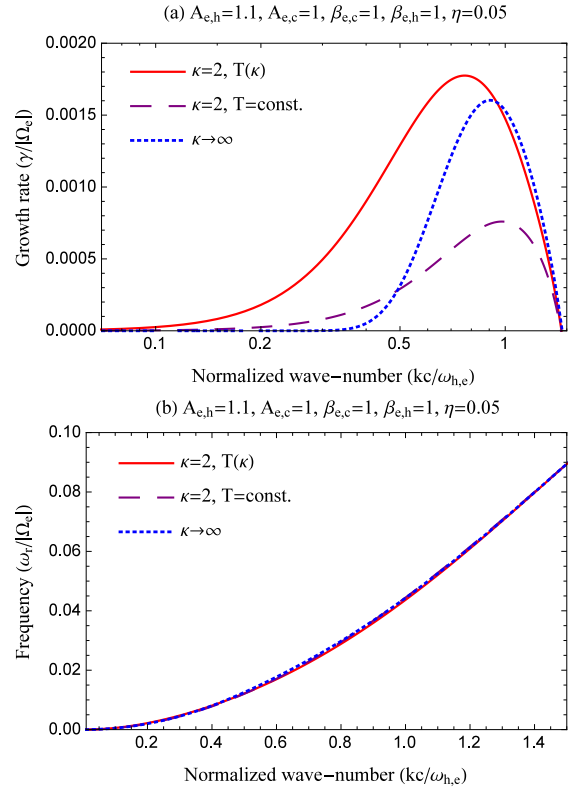 (a) A_{e,h}=1.1, A_{e,c}=1, β_{e,c}=1, β_{e,h}=1, η=0.05
0.0020
0.0015
0.0010
0.0005
0.0000
Growth rate (γ/|Ω_e|)
κ=2, T(κ)
κ=2, T=const.
κ→∞
0.1 0.2 0.5 1
Normalized wave−number (kc/ω_{h,e})
(b) A_{e,h}=1.1, A_{e,c}=1, β_{e,c}=1, β_{e,h}=1, η=0.05
0.10
0.08
0.06
0.04
0.02
0.00
Frequency (ω_r/|Ω_e|)
κ=2, T(κ)
κ=2, T=const.
κ→∞
0.2 0.4 0.6 0.8 1.0 1.2 1.4
Normalized wave−number (kc/ω_{h,e})